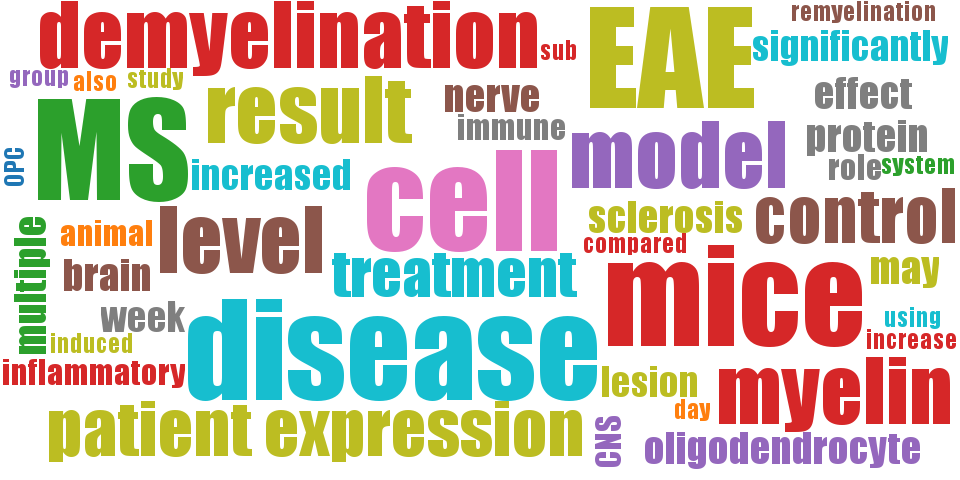 demyelination
EAE
remyelination
sub
significantly
group
also
study
result
nerve
immune
effect
MS
OPC
increased
cell
model
protein
role
system
multiple
animal
level
sclerosis
control
compared
brain
treatment
mice
may
week
disease
using
induced
increase
inflammatory
lesion
myelin
day
patient
expression
CNS
oligodendrocyte